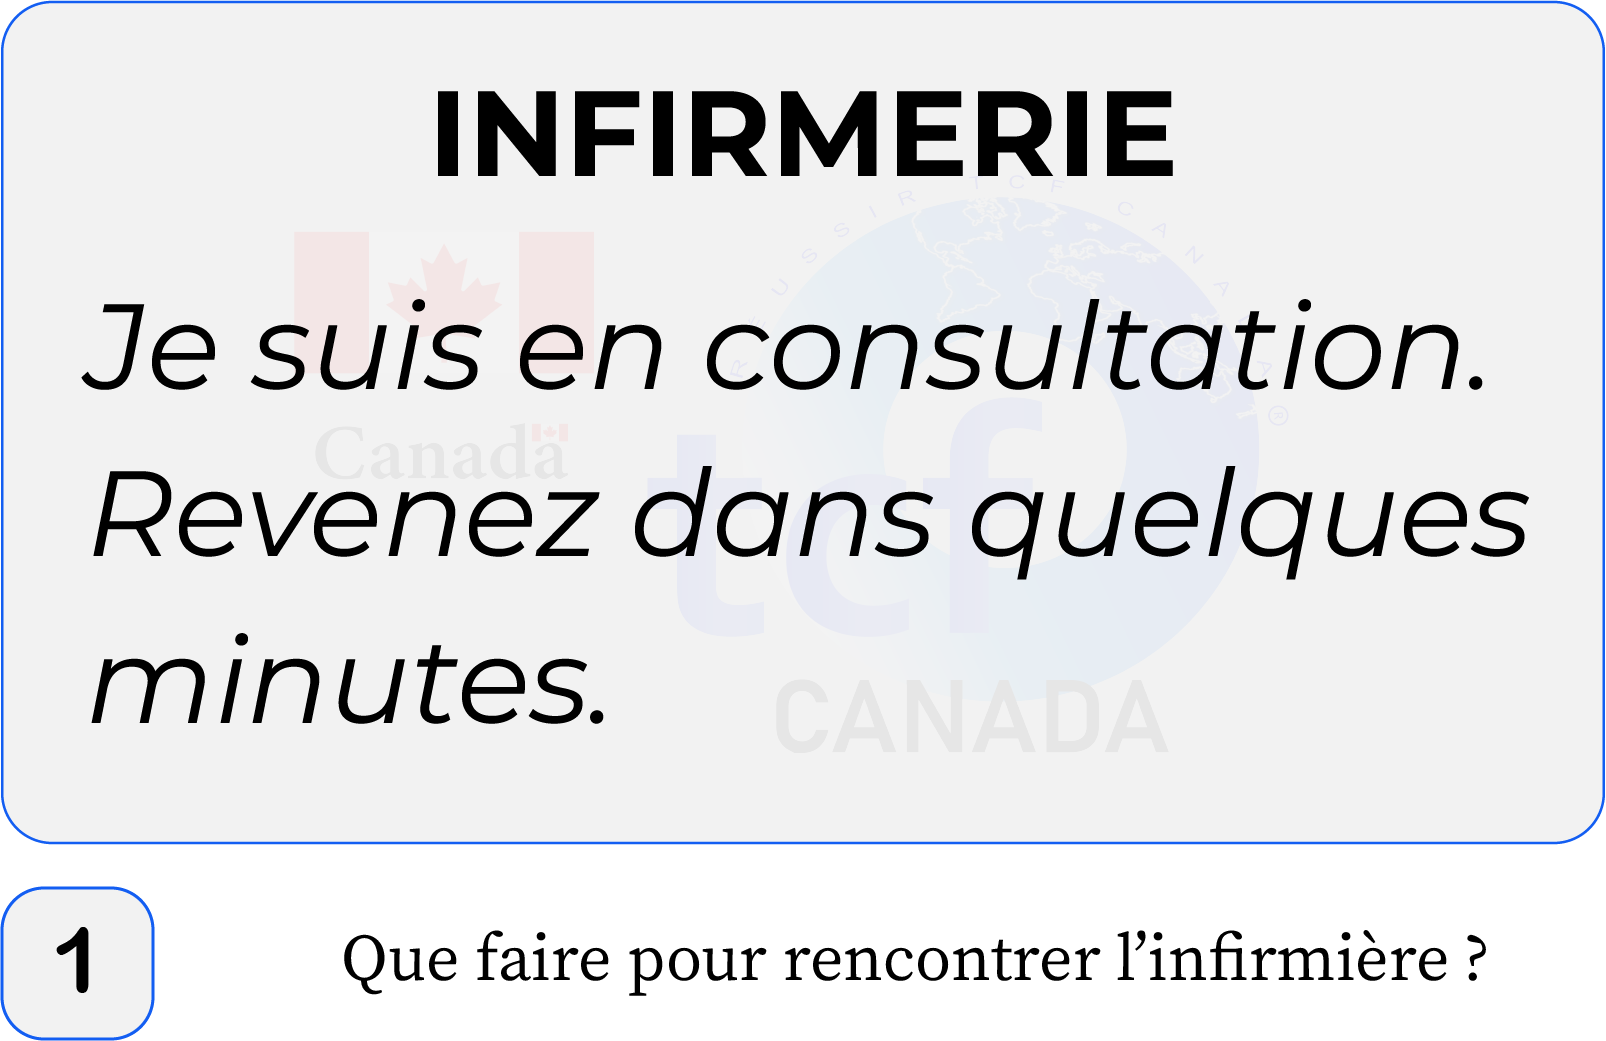 INFIRMERIE
REUSSIR TCF CANADA
Je suis en consultation.
®
Canada
Revenez dans quelques
tcf
minutes.
CANADA
1
Que faire pour rencontrer l’infirmière ?